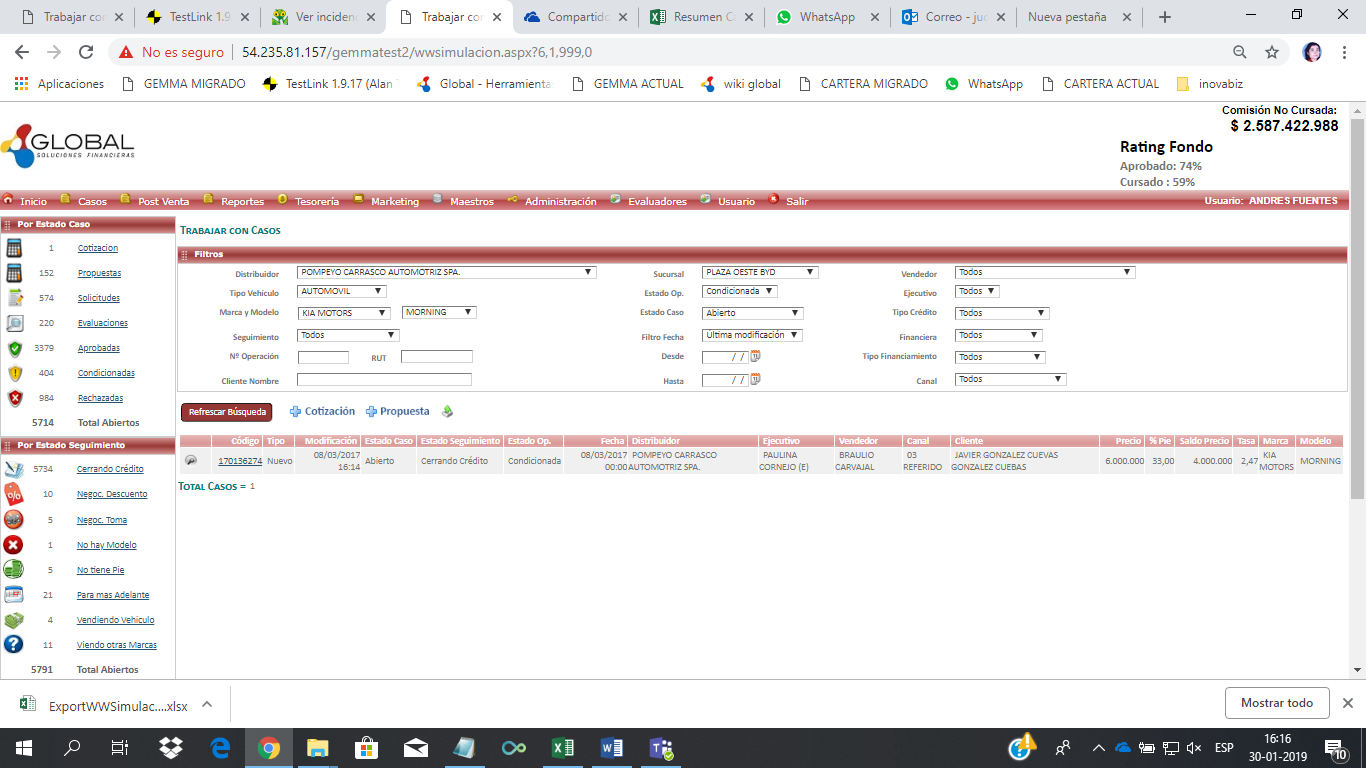 Trabajar con
TestLink 1.9
Ver inciden
Trabajar con
Compartido
Resumen C
WhatsApp
Correo - ju
Nueva pestaña
No es seguro | 54.235.81.157/gemmatest2/wwsimulacion.aspx?6,1,999,0
Aplicaciones GEMMA MIGRADO TestLink 1.9.17 (Alan Global - Herramienta GEMMA ACTUAL wiki global CARTERA MIGRADO WhatsApp CARTERA ACTUAL inovabiz
Comisión No Cursada:
$ 2.587.422.988
GLOBAL
SOLUCIONES FINANCIERAS
Rating Fondo
Aprobado: 74%
Cursado : 59%
Inicio Casos Post Venta Reportes Tesorería Marketing Maestros Administración Evaluadores Usuario Salir Usuario: ANDRES FUENTES
Por Estado Caso
1 Cotizacion
152 Propuestas
574 Solicitudes
220 Evaluaciones
3379 Aprobadas
404 Condicionadas
984 Rechazadas
5714 Total Abiertos
Por Estado Seguimiento
5734 Cerrando Crédito
10 Negoc. Descuento
5 Negoc. Toma
1 No hay Modelo
5 No tiene Pie
21 Para mas Adelante
4 Vendiendo Vehiculo
11 Viendo otras Marcas
5791 Total Abiertos
TRABAJAR CON CASOS
Filtros
Distribuidor POMPEYO CARRASCO AUTOMOTRIZ SPA. Sucursal PLAZA OESTE BYD Vendedor Todos
Tipo Vehículo AUTOMOVIL Estado Op. Condicionada Ejecutivo Todos
Marca y Modelo KIA MOTORS MORNING Estado Caso Abierto Tipo Crédito Todos
Seguimiento Todos Filtro Fecha Última modificación Financiera Todos
Nº Operación RUT Desde / / Tipo Financiamiento Todos
Cliente Nombre Hasta / / Canal Todos
Refrescar Búsqueda Cotización Propuesta
Código Tipo Modificación Estado Caso Estado Seguimiento Estado Op. Fecha Distribuidor Ejecutivo Vendedor Canal Cliente Precio % Pie Saldo Precio Tasa Marca Modelo
170136274 Nuevo 08/03/2017 16:14 Abierto Cerrando Crédito Condicionada 08/03/2017 00:00 POMPEYO CARRASCO AUTOMOTRIZ SPA. PAULINA CORNEJO (E) BRAULIO CARVAJAL 03 REFERIDO JAVIER GONZALEZ CUEVAS GONZALEZ CUEBAS 6.000.000 33,00 4.000.000 2,47 KIA MOTORS MORNING
TOTAL CASOS = 1
ExportWWSimulac....xlsx
Mostrar todo
ESP
16:16
30-01-2019
10